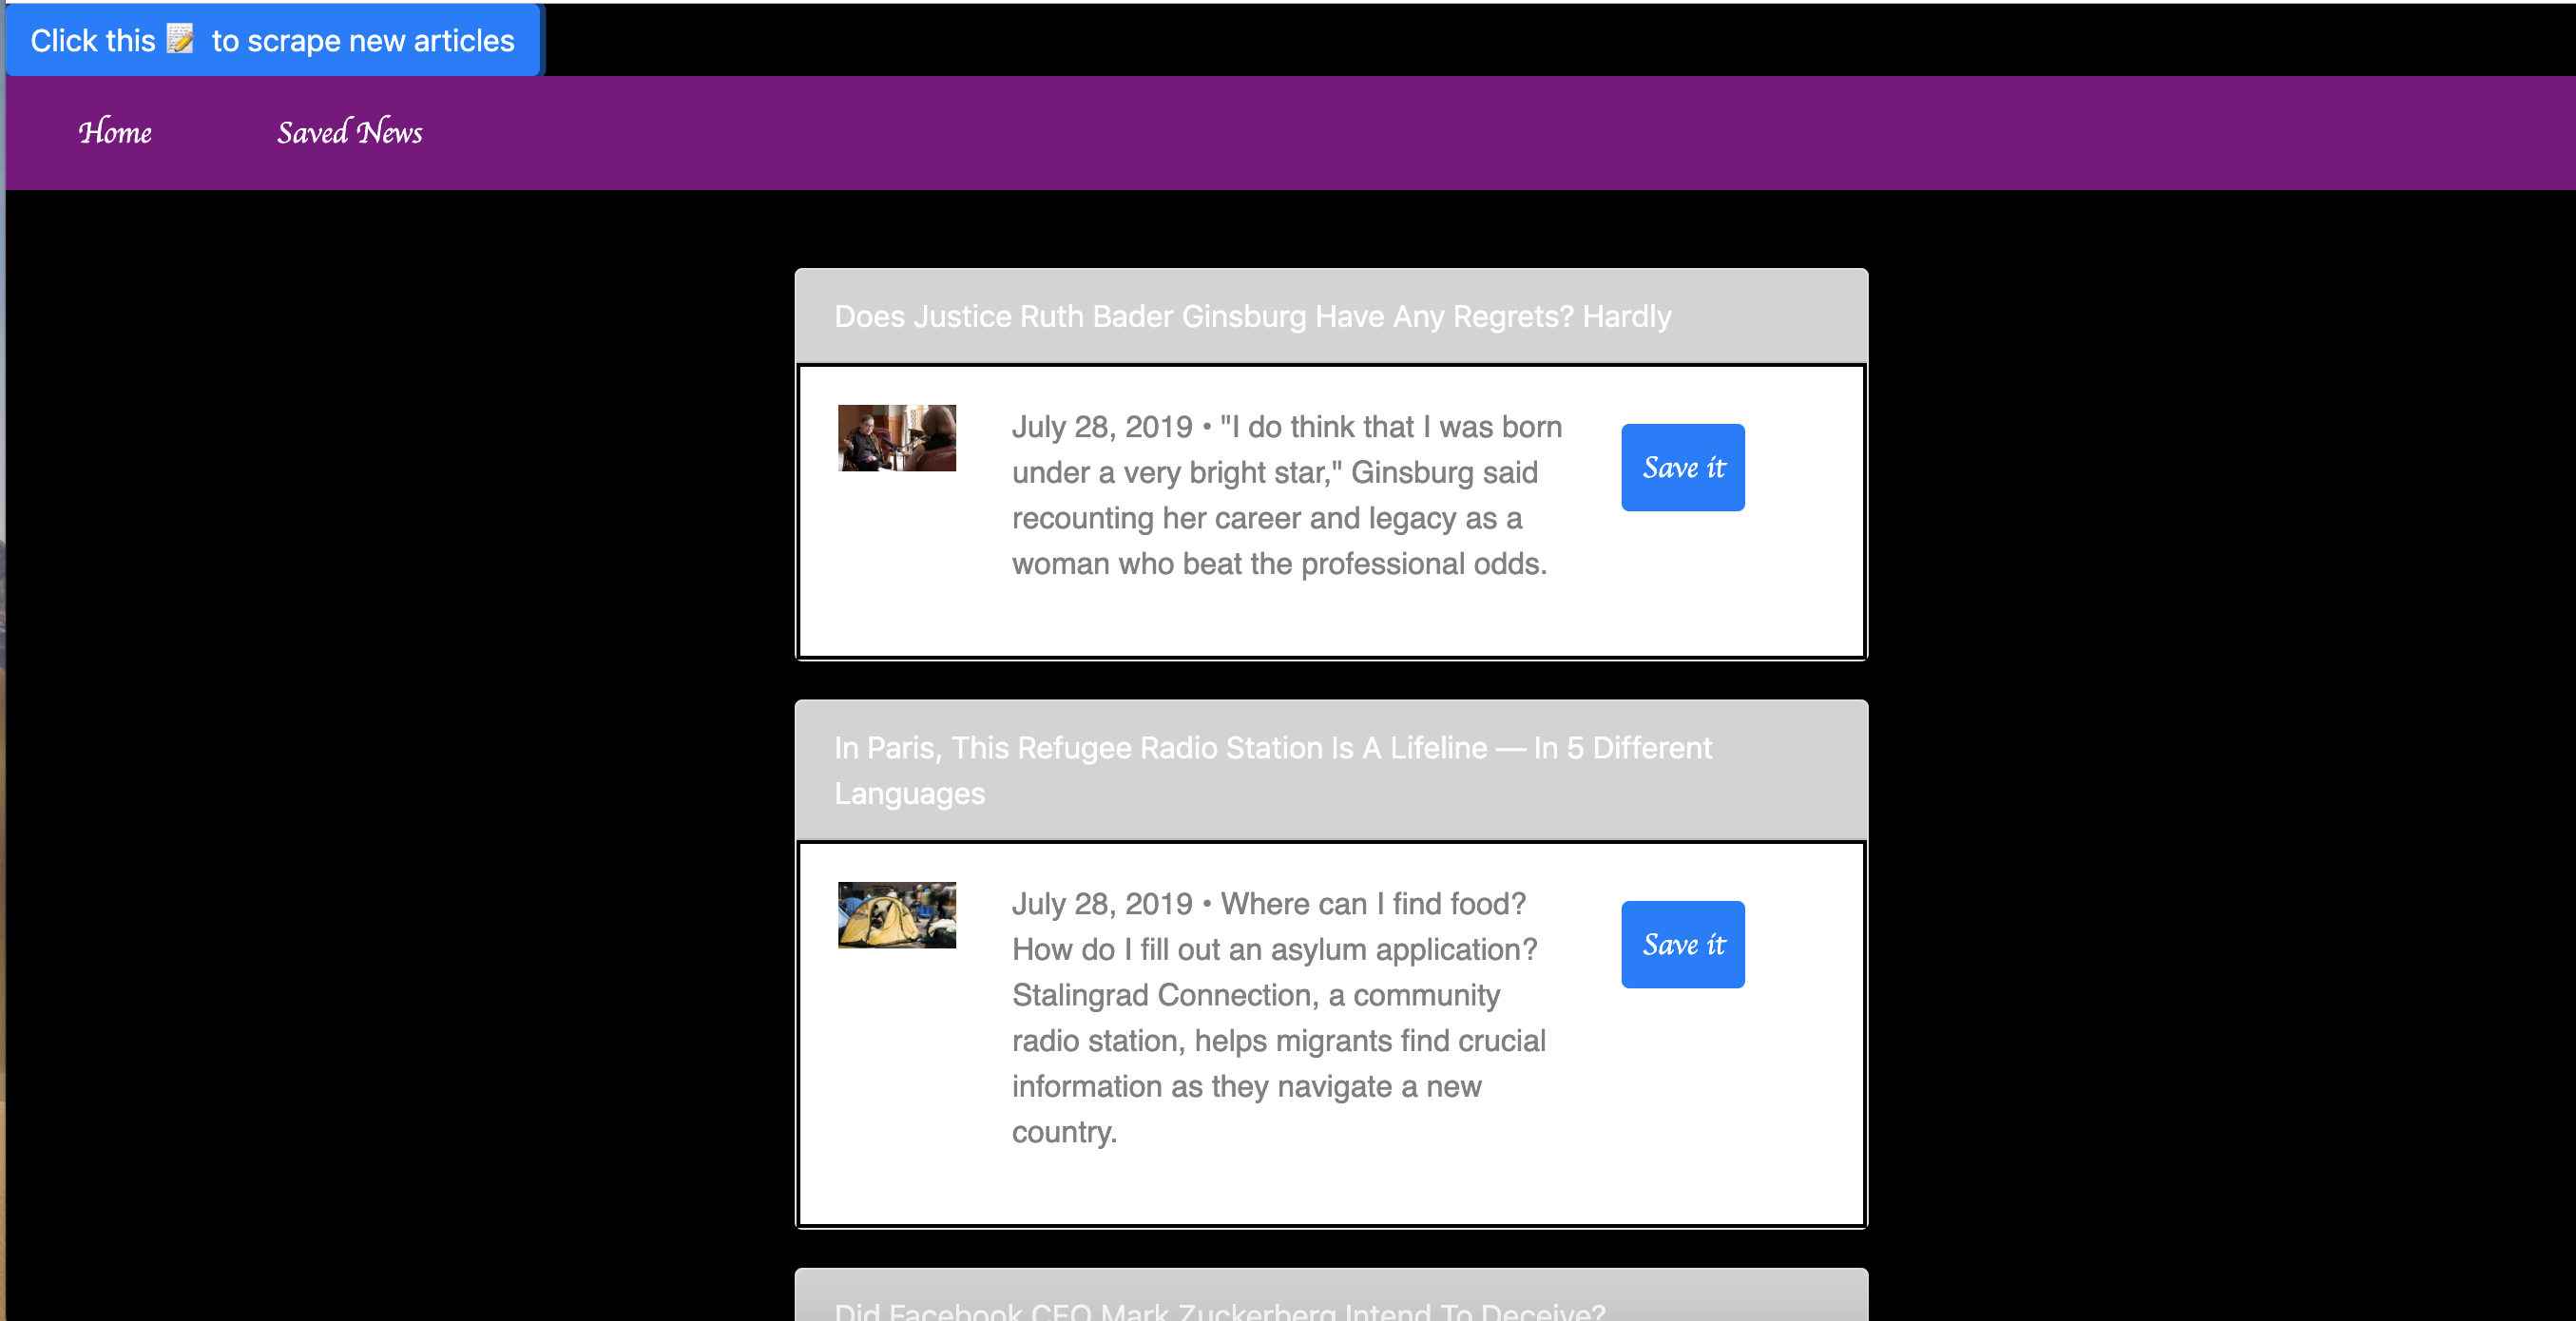 Click this 📝 to scrape new articles
Home Saved News
Does Justice Ruth Bader Ginsburg Have Any Regrets? Hardly
July 28, 2019 • "I do think that I was born
under a very bright star," Ginsburg said
recounting her career and legacy as a
woman who beat the professional odds.
Save it
In Paris, This Refugee Radio Station Is A Lifeline — In 5 Different
Languages
July 28, 2019 • Where can I find food?
How do I fill out an asylum application?
Stalingrad Connection, a community
radio station, helps migrants find crucial
information as they navigate a new
country.
Save it
Did Facebook CEO Mark Zuckerberg Intend To Deceive?